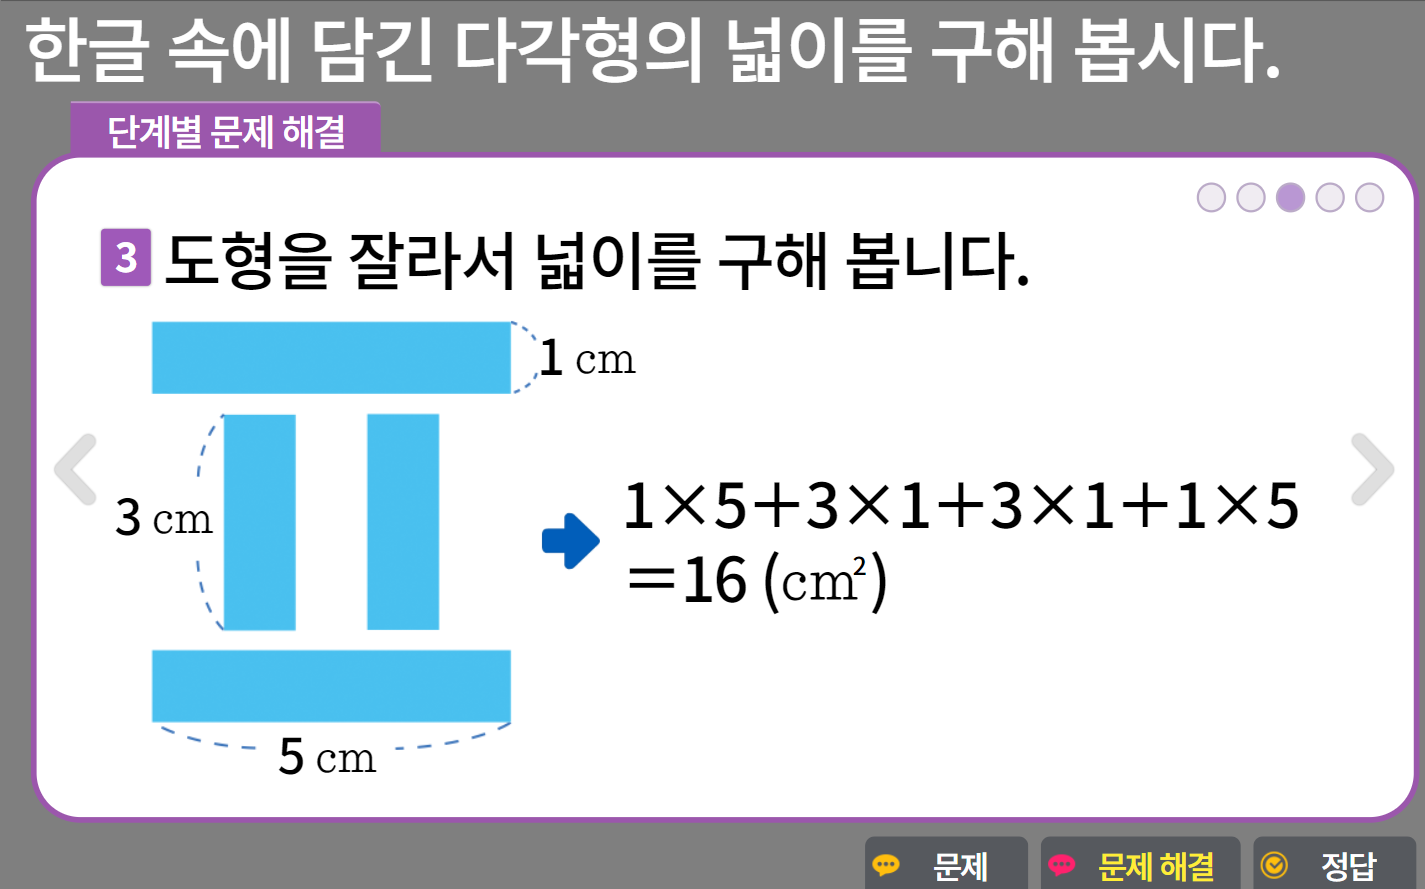 한글 속에 담긴 다각형의 넓이를 구해 봅시다.
단계별 문제 해결
3 도형을 잘라서 넓이를 구해 봅니다.
1 cm
3 cm
1×5+3×1+3×1+1×5
=16 (cm²)
5 cm
문제
문제 해결
정답